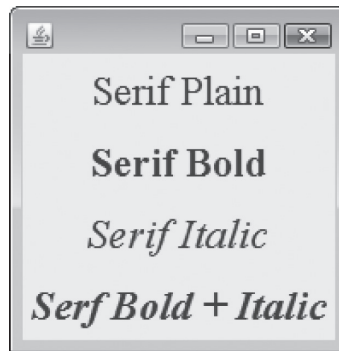 Serif Plain
Serif Bold
Serif Italic
Serf Bold + Italic